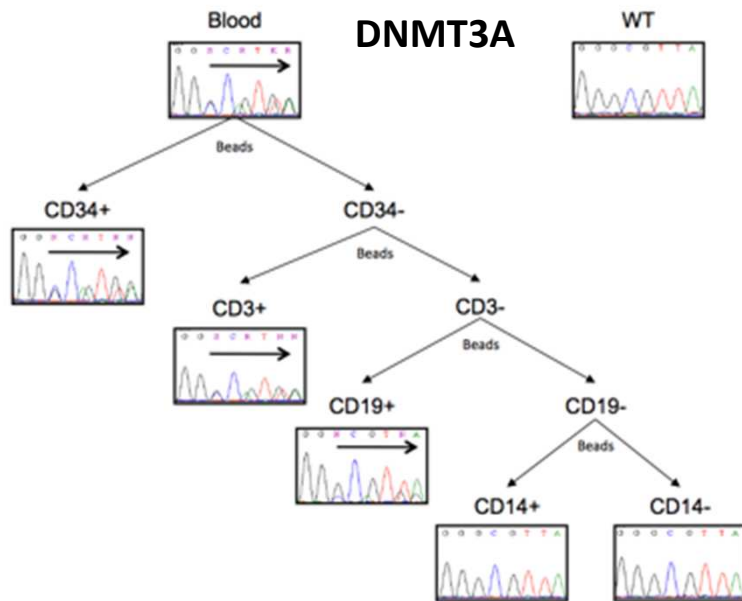 Blood
DNMT3A
WT
G G G C G T T A
Beads
CD34+
CD34-
Beads
CD3+
CD3-
Beads
CD19+
CD19-
Beads
CD14+
CD14-
G G G C G T T A
G G G C G T T A